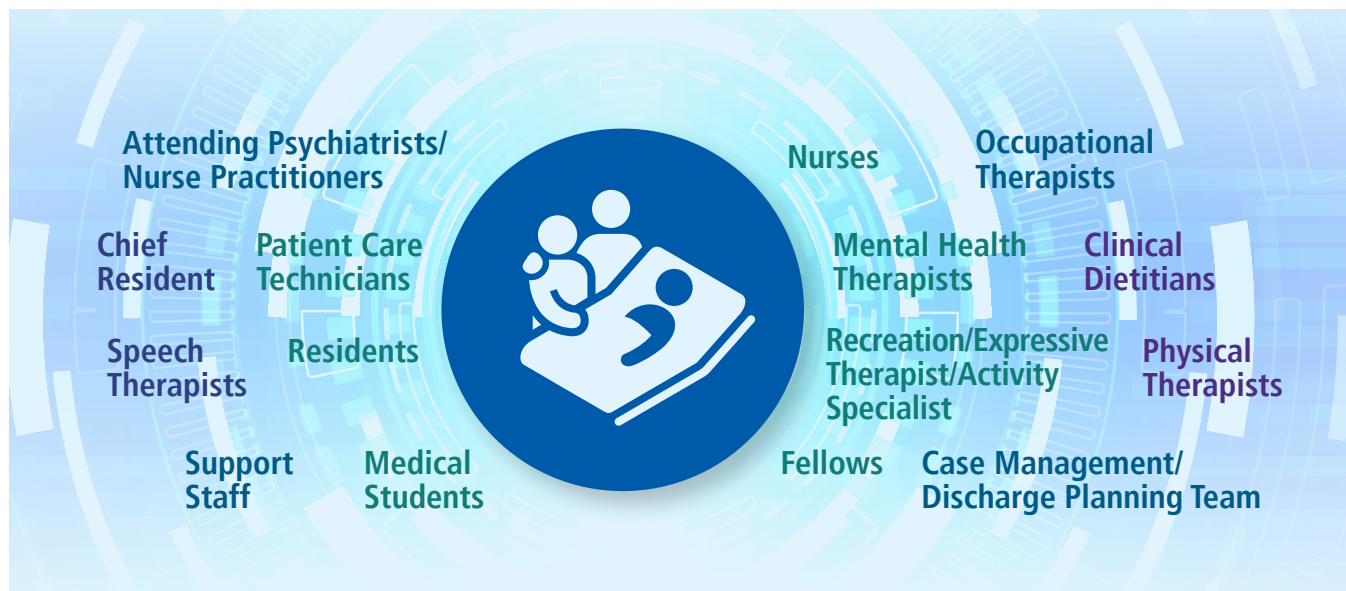 Attending Psychiatrists/
Nurse Practitioners
Nurses
Occupational
Therapists
Chief
Resident
Patient Care
Technicians
Mental Health
Therapists
Clinical
Dietitians
Speech
Therapists
Residents
Recreation/Expressive
Therapist/Activity
Specialist
Physical
Therapists
Support
Staff
Medical
Students
Fellows
Case Management/
Discharge Planning Team